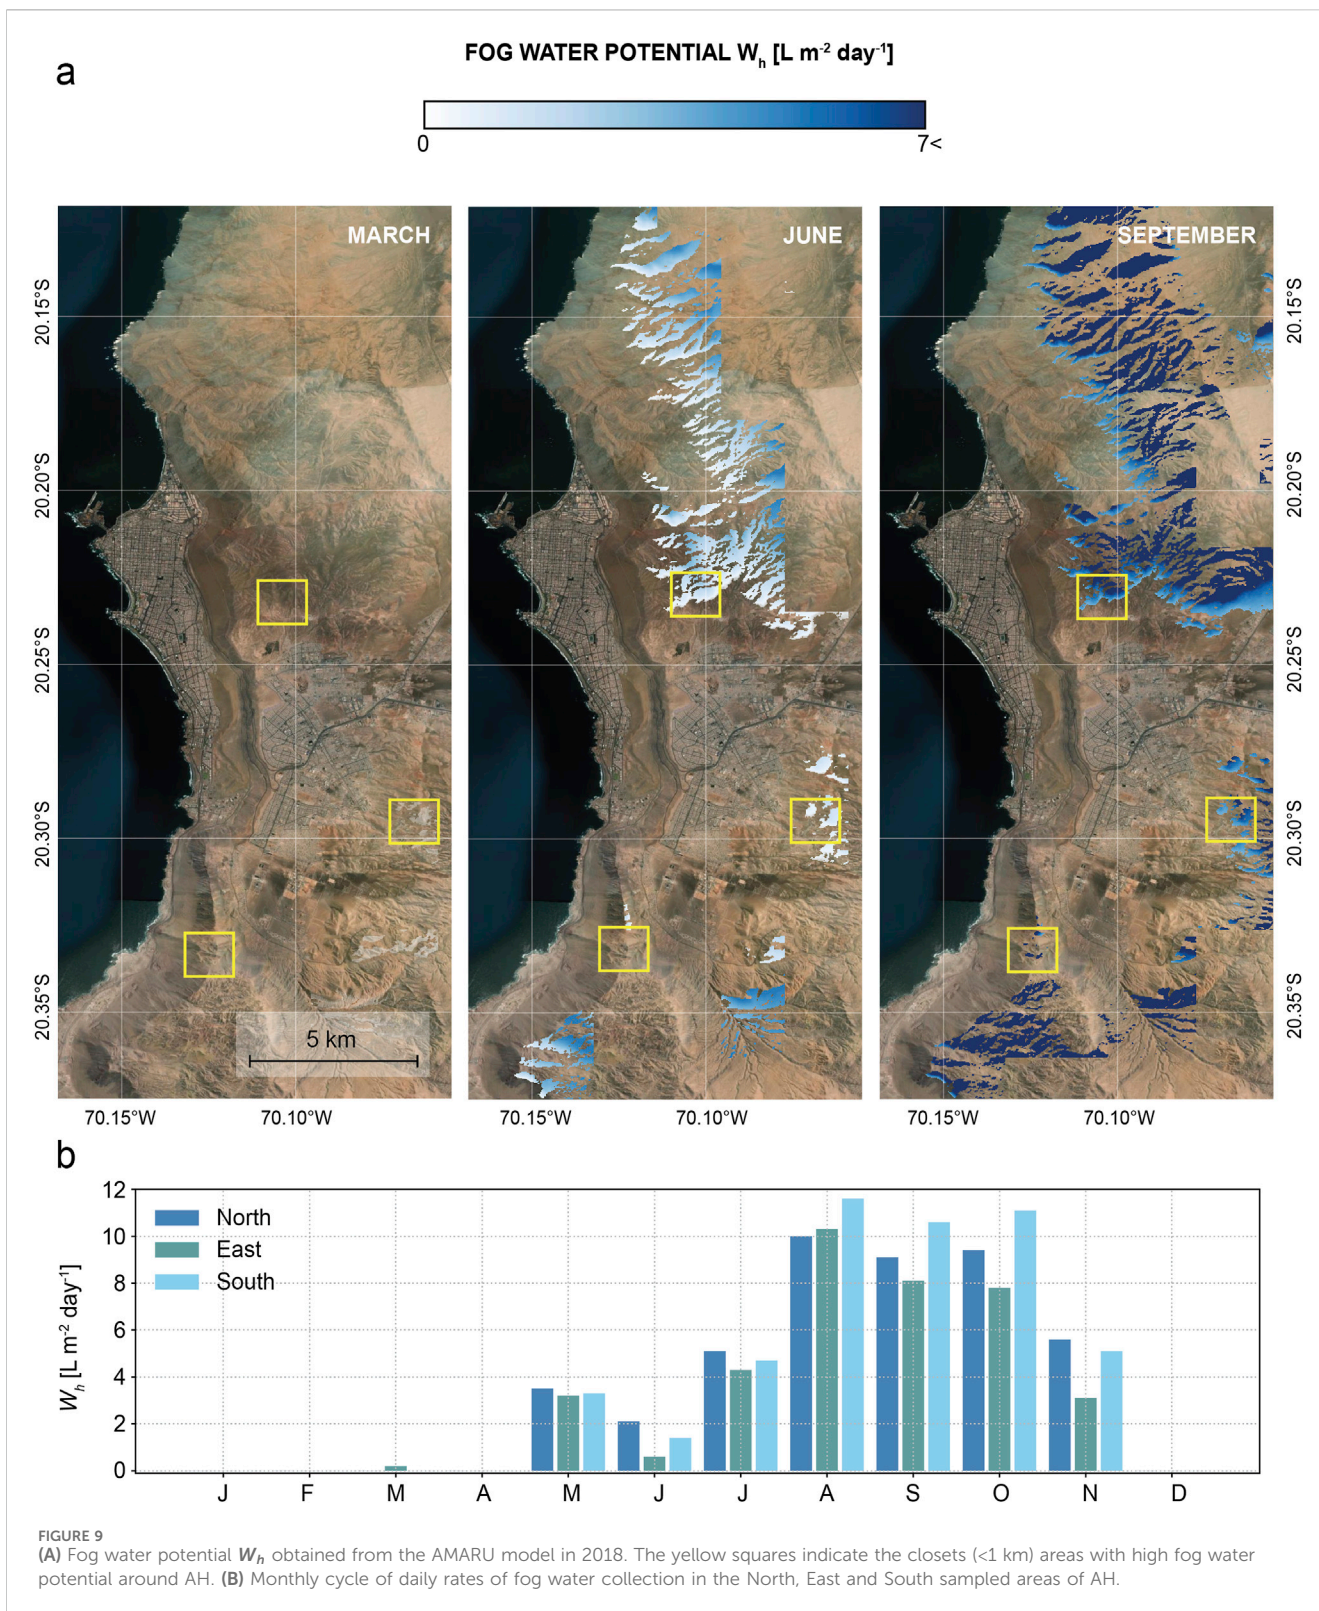 a
FOG WATER POTENTIAL Wh [L m-2 day-1]
0 7<
MARCH JUNE SEPTEMBER
20.15°S 20.15°S
20.20°S 20.20°S
20.25°S 20.25°S
20.30°S 20.30°S
20.35°S 20.35°S
5 km
70.15°W 70.10°W 70.15°W 70.10°W 70.15°W 70.10°W
b
12
10
8
6
4
2
0
Wh [L m-2 day-1]
North
East
South
J F M A M J J A S O N D
FIGURE 9
(A) Fog water potential Wh obtained from the AMARU model in 2018. The yellow squares indicate the closets (<1 km) areas with high fog water
potential around AH. (B) Monthly cycle of daily rates of fog water collection in the North, East and South sampled areas of AH.